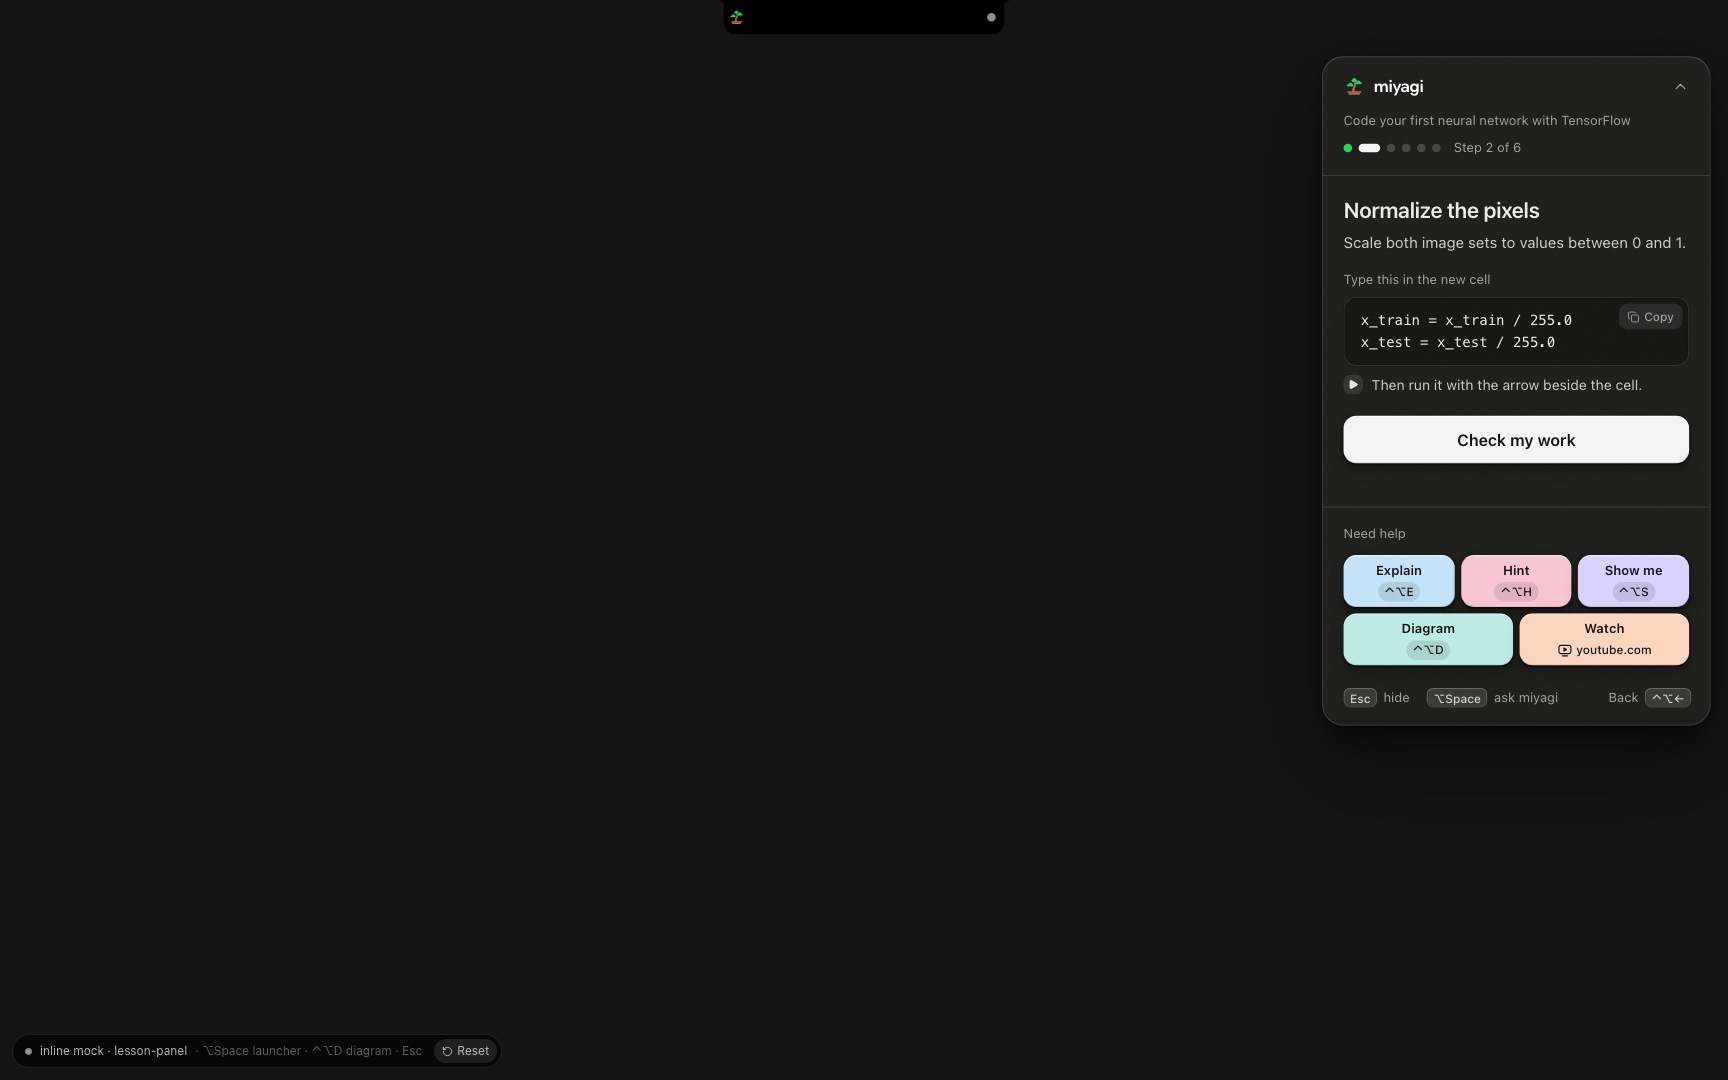 miyagi
Code your first neural network with TensorFlow
Step 2 of 6
Normalize the pixels
Scale both image sets to values between 0 and 1.
Type this in the new cell
x_train = x_train / 255.0
x_test = x_test / 255.0
Copy
Then run it with the arrow beside the cell.
Check my work
Need help
Explain
⌃⌥E
Hint
⌃⌥H
Show me
⌃⌥S
Diagram
⌃⌥D
Watch
youtube.com
Esc hide ⌥Space ask miyagi Back ⌃⌥←
inline mock · lesson-panel · ⌥Space launcher · ⌃⌥D diagram · Esc Reset